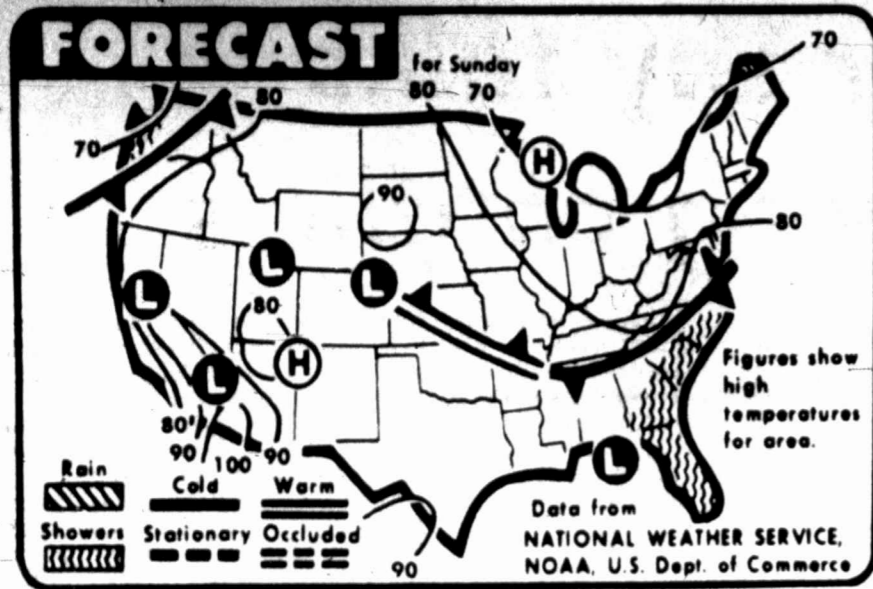 FORECAST
for Sunday
70
80
80 70
70
H
90
80
L
L
L
80
H
L
Figures show
high
temperatures
for area.
80
90 100 90
L
90
Rain
Cold
Warm
Showers
Stationary
Occluded
Data from
NATIONAL WEATHER SERVICE,
NOAA, U.S. Dept. of Commerce